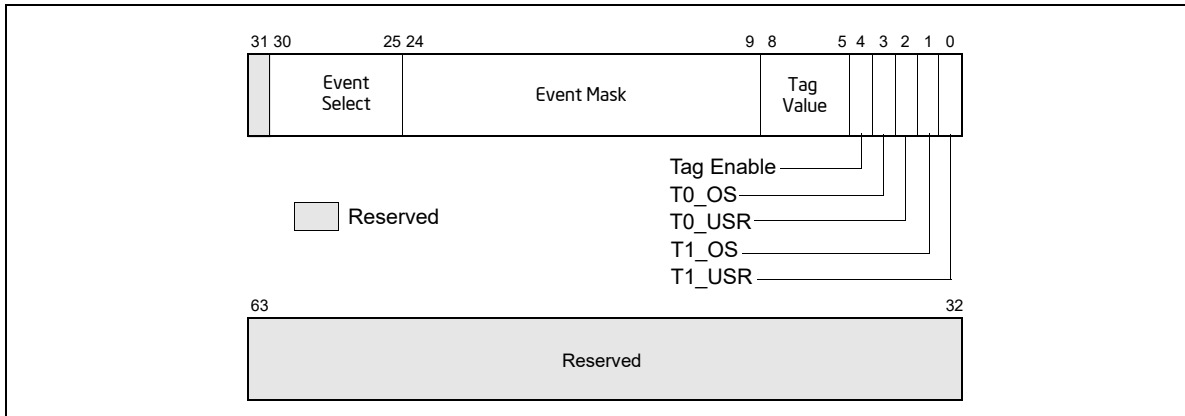 31 30 25 24 9 8 5 4 3 2 1 0
Event
Select
Event Mask
Tag
Value
Tag Enable
T0_OS
T0_USR
T1_OS
T1_USR
Reserved
63 32
Reserved